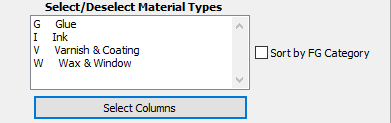 Select/Deselect Material Types
G Glue
I Ink
V Varnish & Coating
W Wax & Window
Sort by FG Category
Select Columns